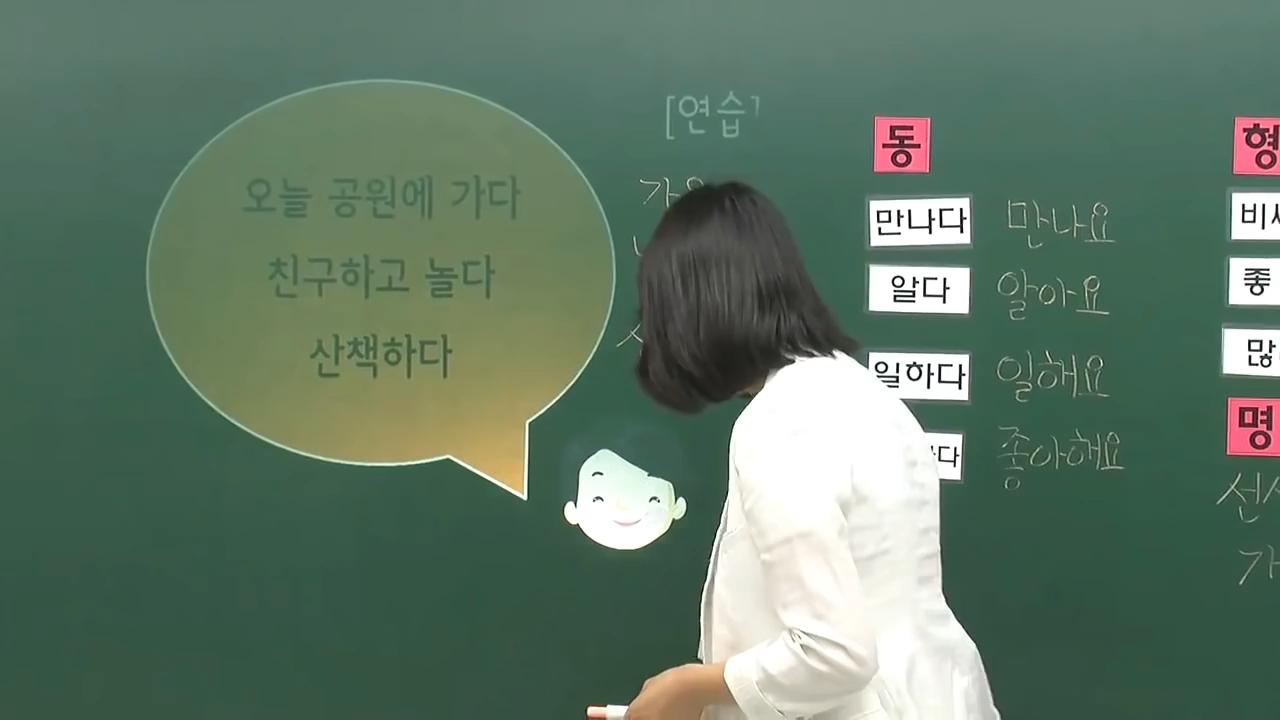 오늘 공원에 가다
친구하고 놀다
산책하다
[연습]
동
만나다 만나요
알다 알아요
일하다 일해요
좋아해요
형
좋
많
명